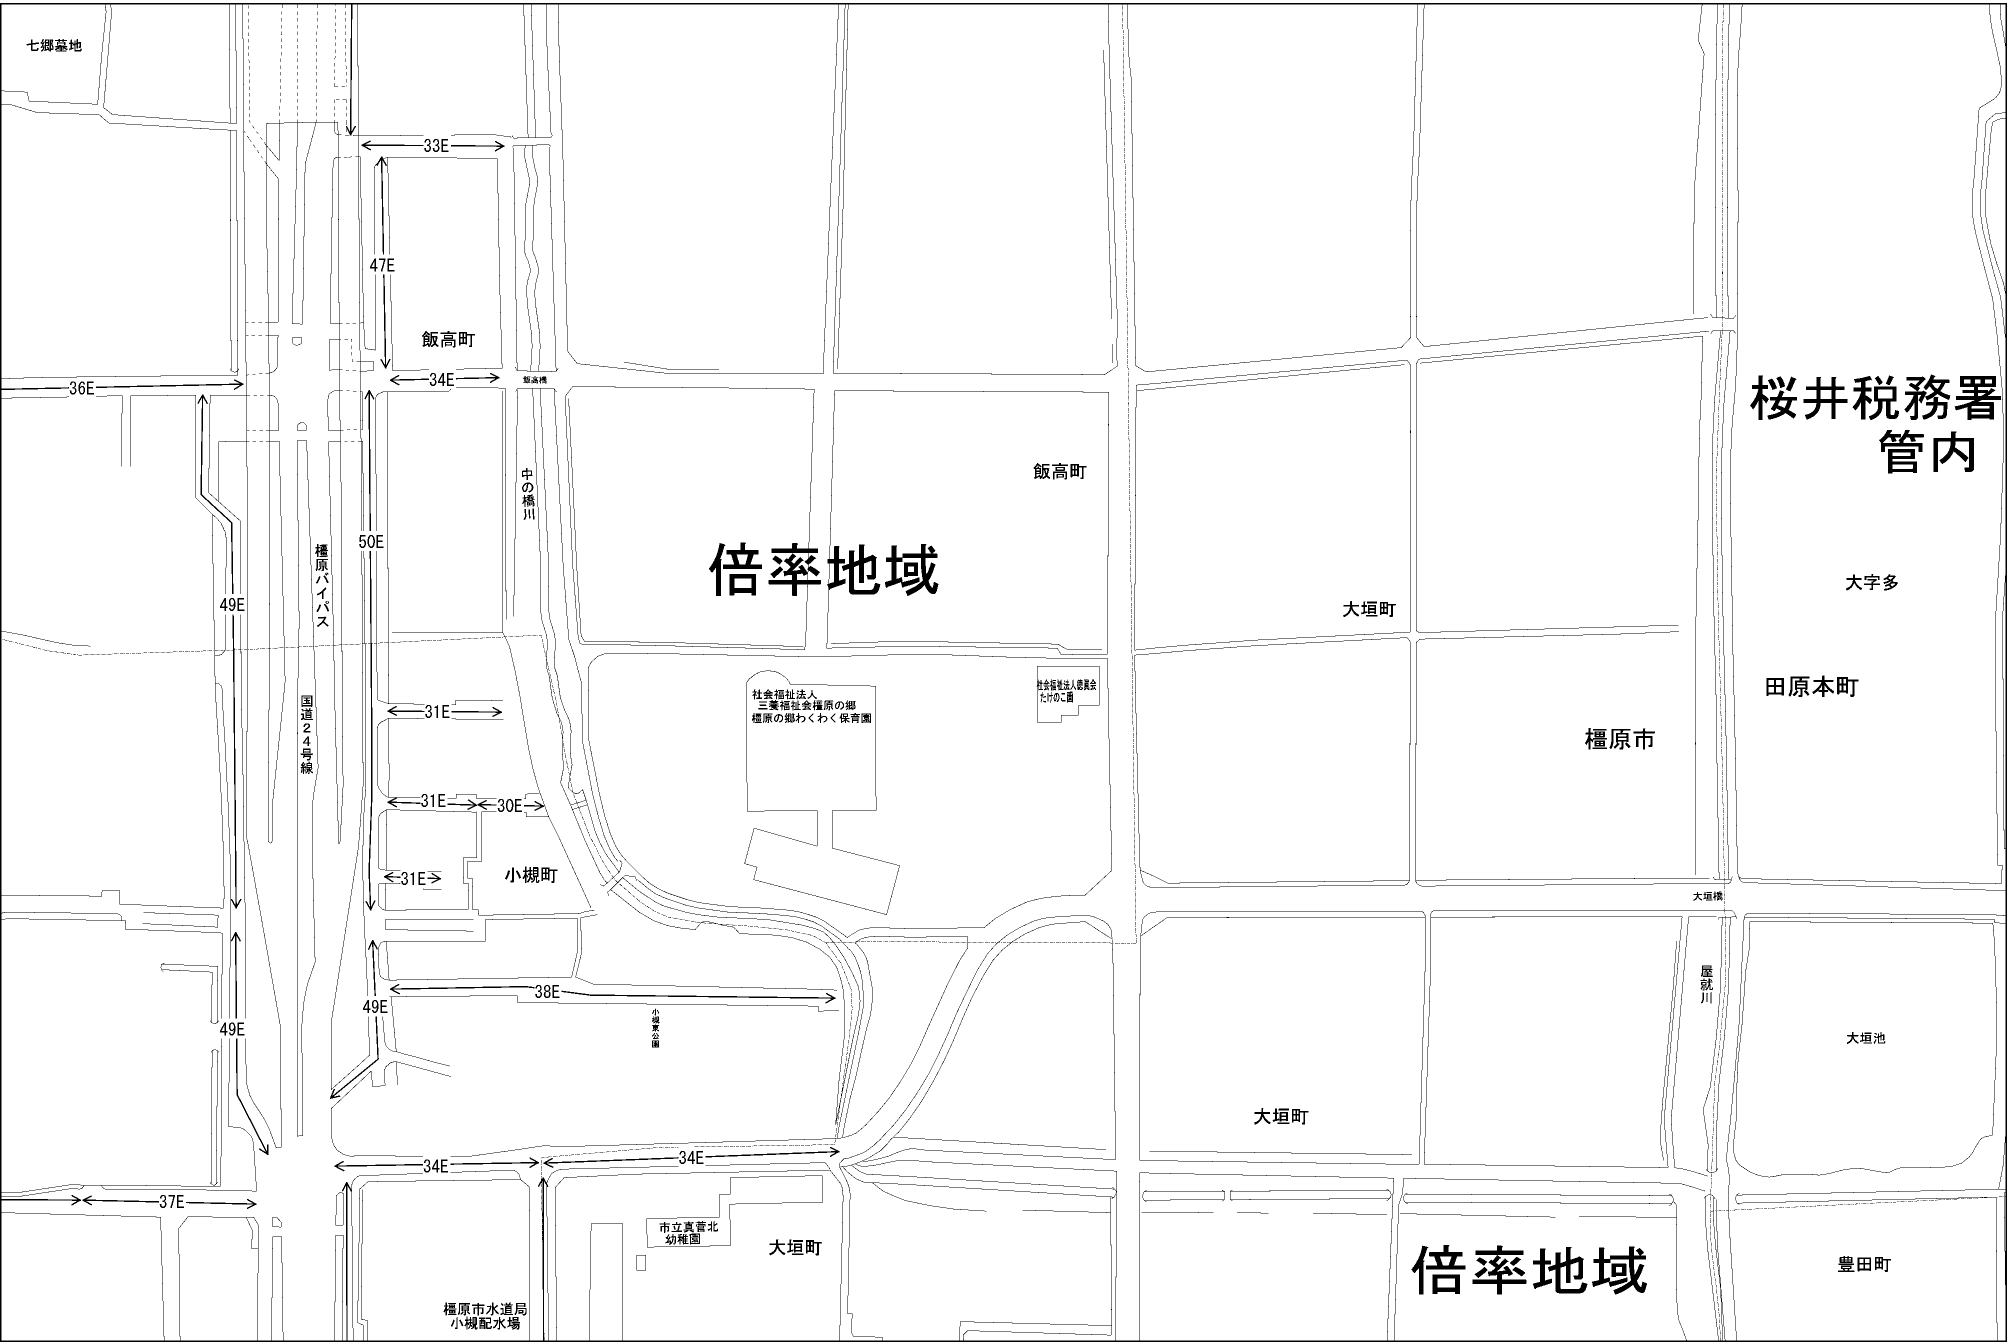 七郷墓地
33E
47E
飯高町
36E
34E
飯高橋
桜井税務署
管内
中の橋川
飯高町
50E
橿原バイパス
倍率地域
大字多
49E
大垣町
田原本町
国道24号線
社会福祉法人
三養福祉会橿原の郷
橿原の郷わくわく保育園
たけのこ園
31E
橿原市
31E
30E
31E
小槻町
大垣橋
38E
49E
屋就川
49E
小槻東公園
大垣池
大垣町
34E
34E
37E
市立真菅北
幼稚園
大垣町
倍率地域
豊田町
橿原市水道局
小槻配水場